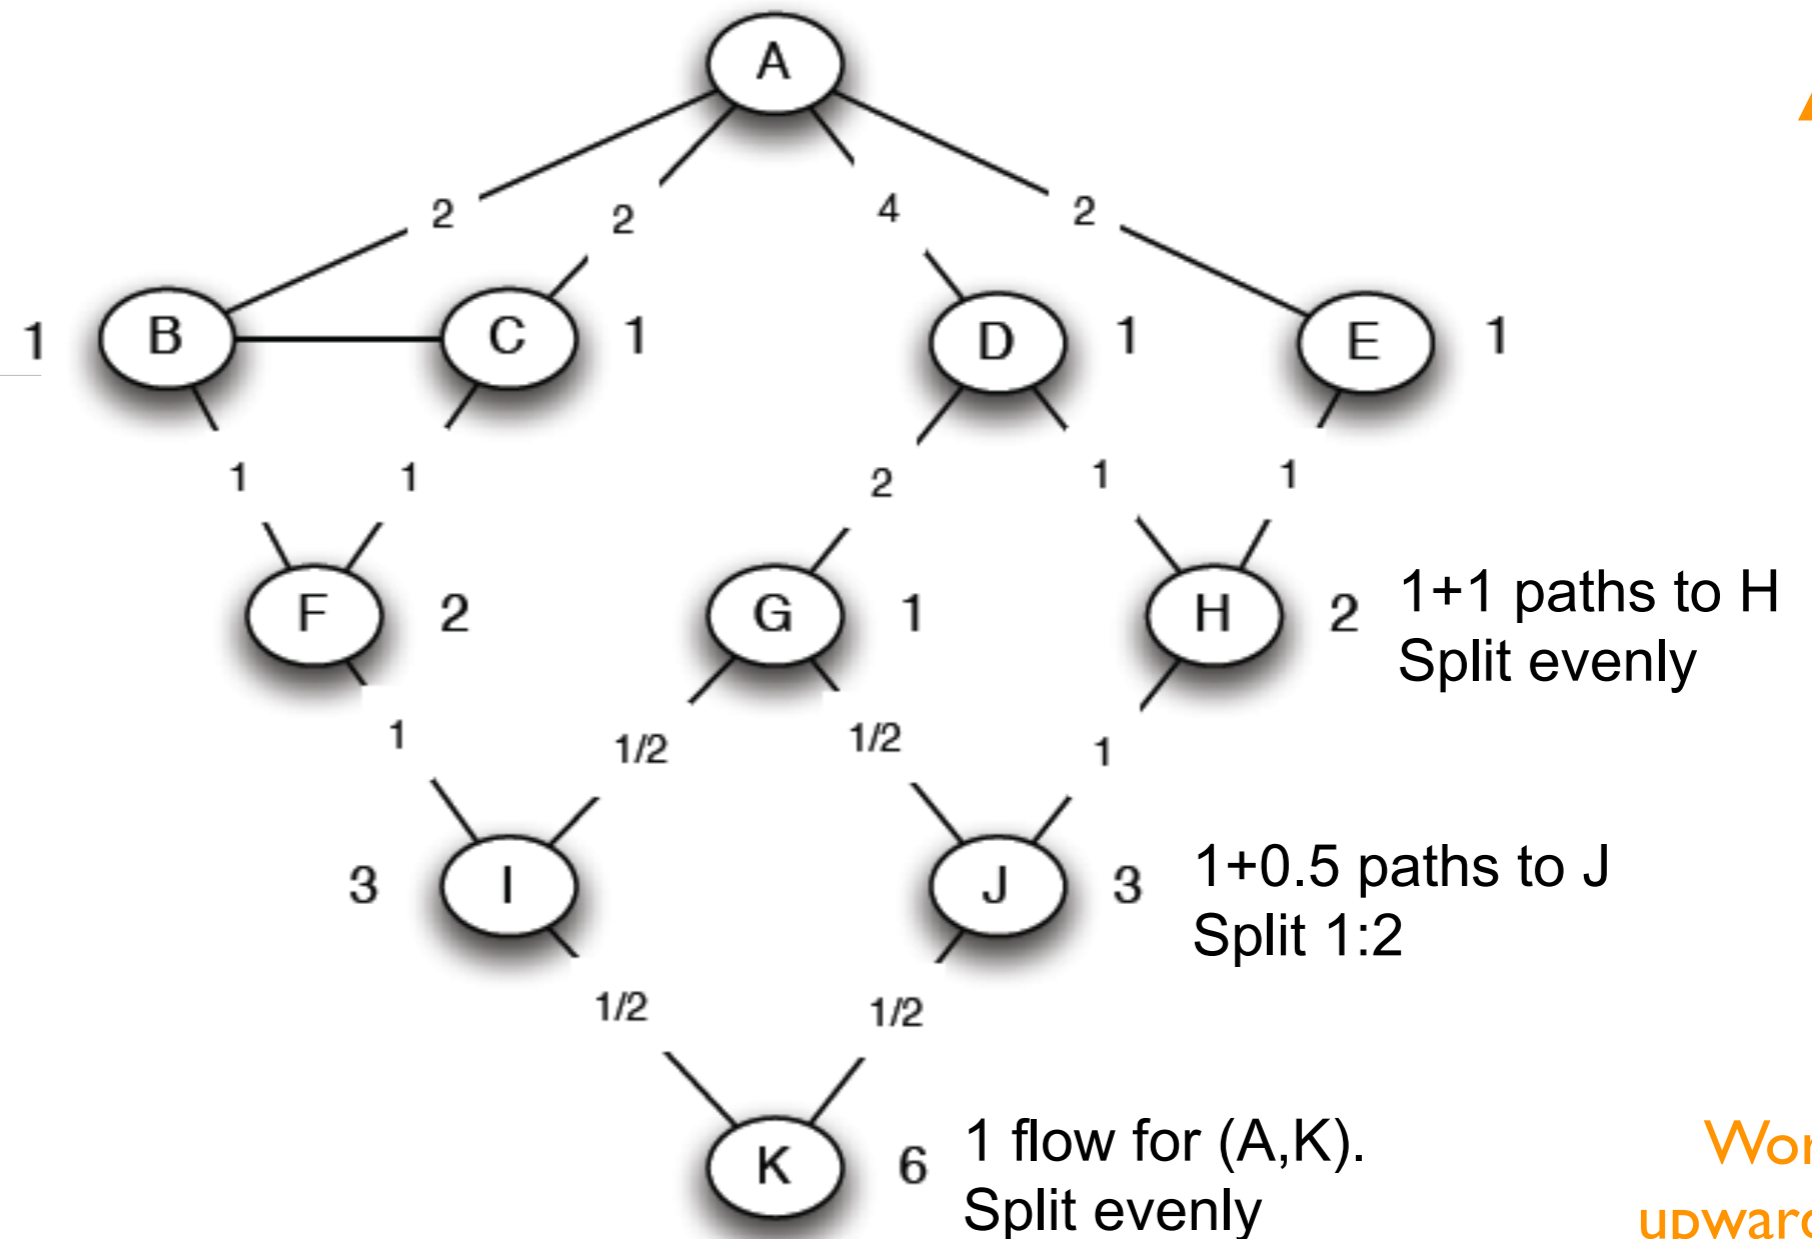 A
2
2
4
2
1 B C 1 D 1 E 1
1
1
2
1
1
F 2 G 1 H 2
1+1 paths to H
Split evenly
1
1/2
1/2
1
3 I J 3
1+0.5 paths to J
Split 1:2
1/2
1/2
K 6
1 flow for (A,K).
Split evenly